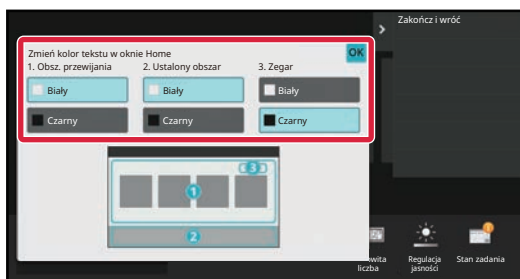 Zakończ i wróć
Zmień kolor tekstu w oknie Home
OK
1. Obsz. przewijania
2. Ustalony obszar
3. Zegar
Biały
Biały
Biały
Czarny
Czarny
Czarny
3
1
2
liczba
Regulacja
jasności
Stan zadania